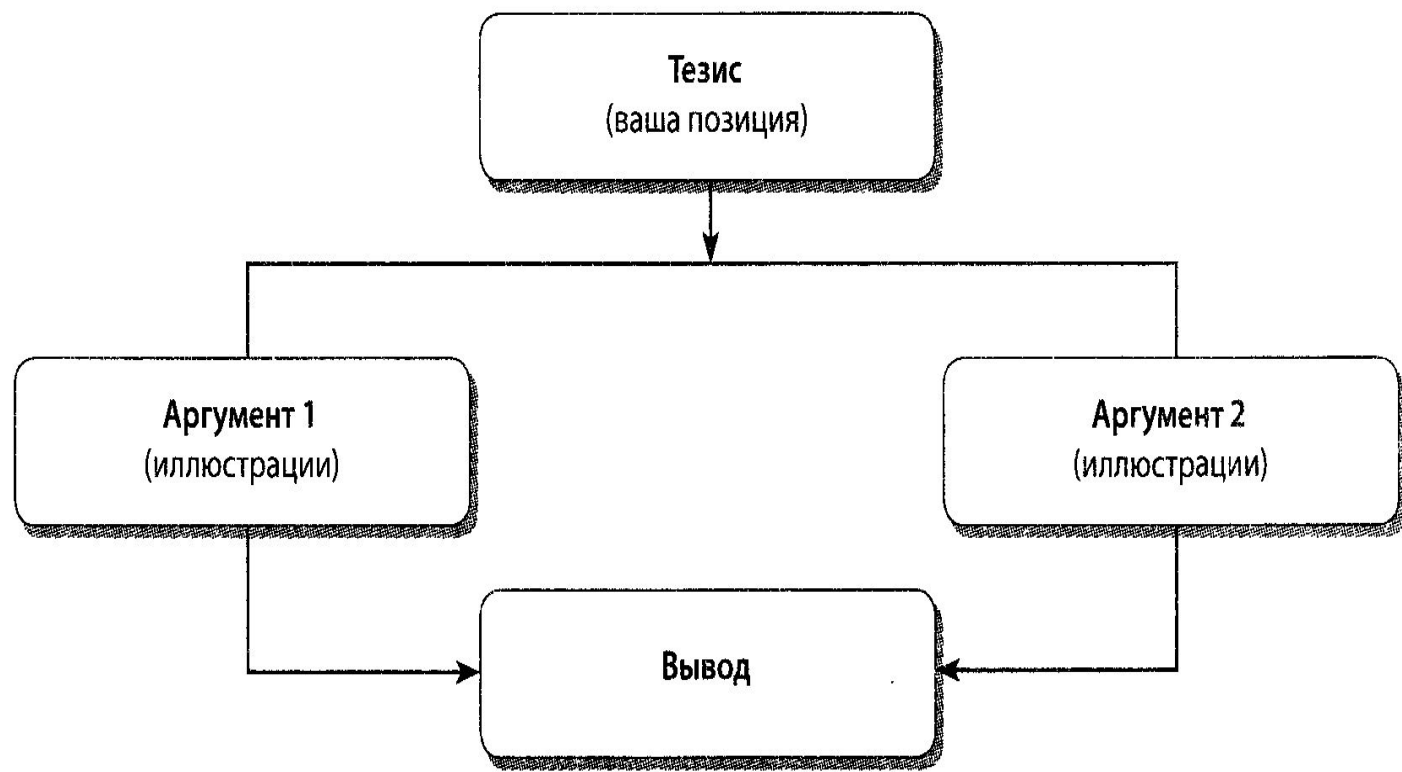 Тезис
(ваша позиция)
Аргумент 1
(иллюстрации)
Аргумент 2
(иллюстрации)
Вывод